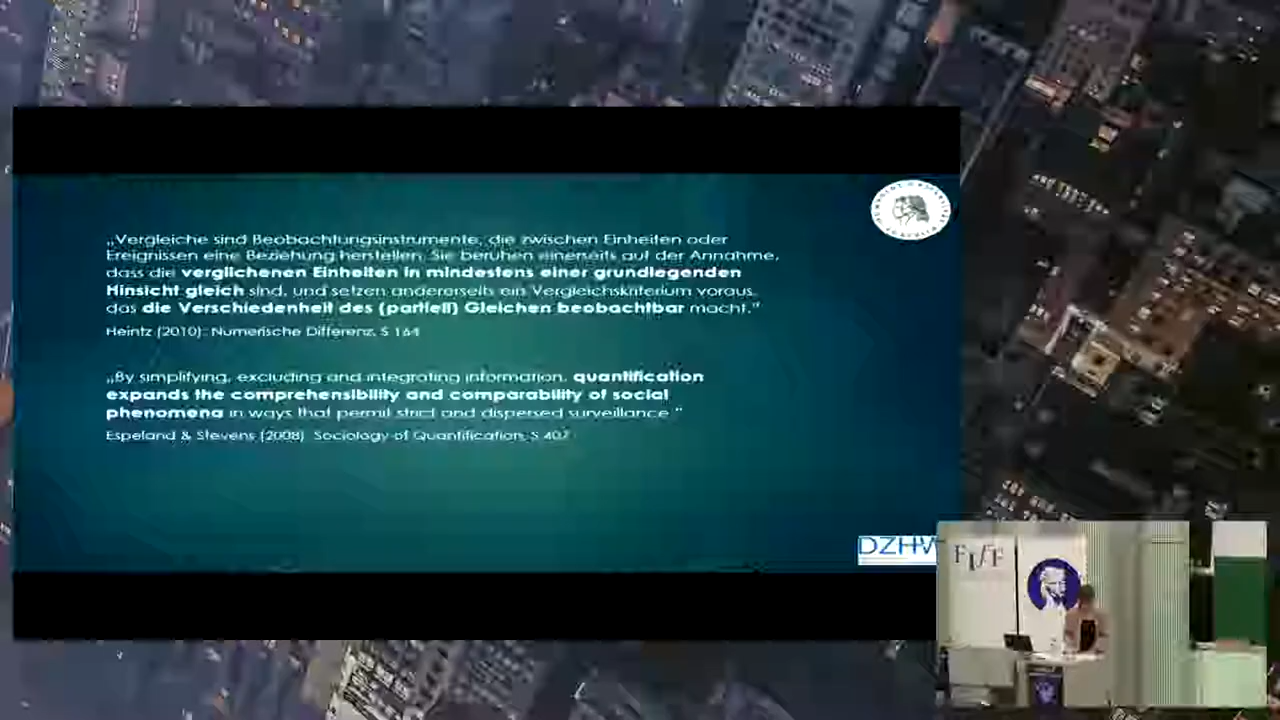 „Vergleiche sind Beobachtungsinstrumente, die zwischen Einheiten oder
Ereignissen eine Beziehung herstellen. Sie beruhen einerseits auf der Annahme,
dass die verglichenen Einheiten in mindestens einer grundlegenden
Hinsicht gleich sind, und setzen andererseits ein Vergleichskriterium voraus,
das die Verschiedenheit des (partiell) Gleichen beobachtbar macht.“
Heintz (2010): Numerische Differenz, S 164
„By simplifying, excluding and integrating information, quantification
expands the comprehensibility and comparability of social
phenomena in ways that permit strict and dispersed surveillance.“
Espeland & Stevens (2008): Sociology of Quantification, S 407
DZHW
FIfF